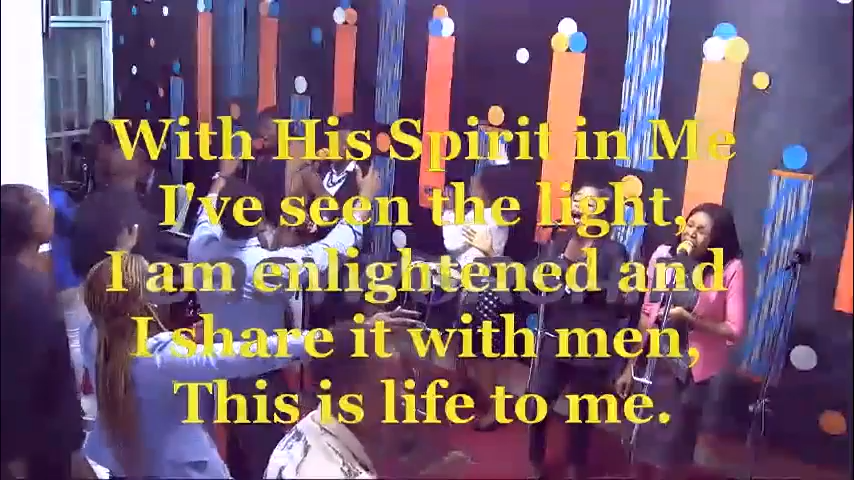 With His Spirit in Me
I've seen the light,
I am enlightened and
I share it with men,
This is life to me.